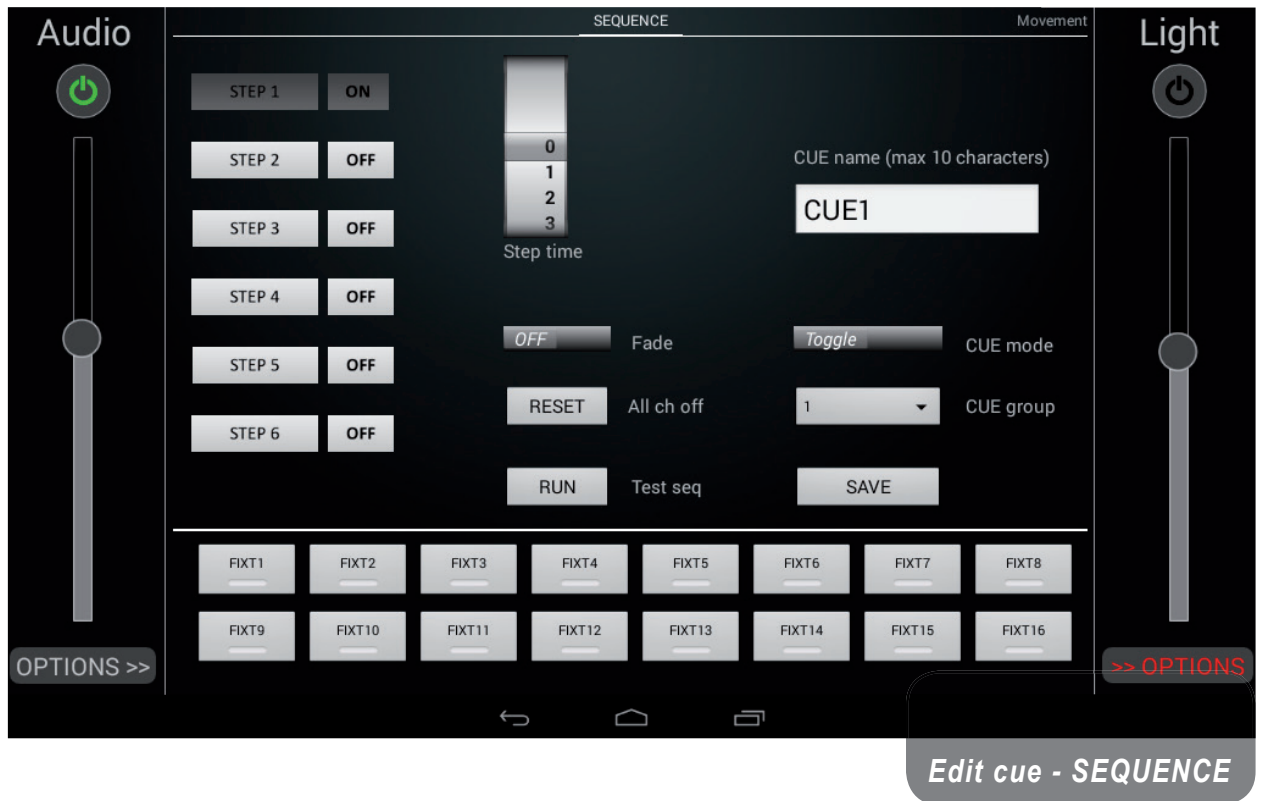 Audio
SEQUENCE
Movement
Light
STEP 1 ON
STEP 2 OFF
STEP 3 OFF
STEP 4 OFF
STEP 5 OFF
STEP 6 OFF
0
1
2
3
Step time
CUE name (max 10 characters)
CUE1
OFF Fade
Toggle CUE mode
RESET All ch off
1 CUE group
RUN Test seq
SAVE
FIXT1 FIXT2 FIXT3 FIXT4 FIXT5 FIXT6 FIXT7 FIXT8
FIXT9 FIXT10 FIXT11 FIXT12 FIXT13 FIXT14 FIXT15 FIXT16
OPTIONS >>
>> OPTIONS
Edit cue - SEQUENCE